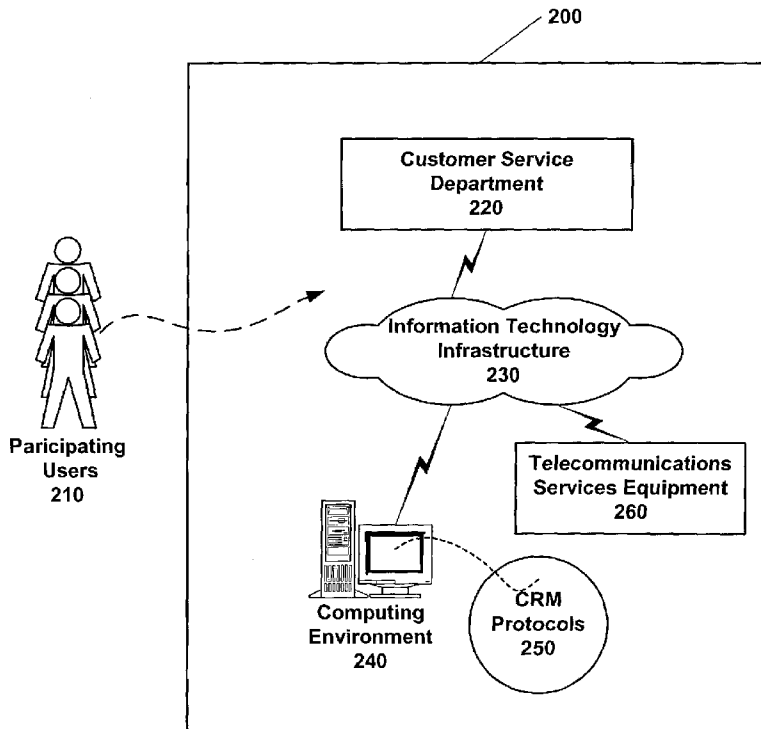 200
Customer Service
Department
220
Information Technology
Infrastructure
230
Paricipating
Users
210
Telecommunications
Services Equipment
260
Computing
Environment
240
CRM
Protocols
250